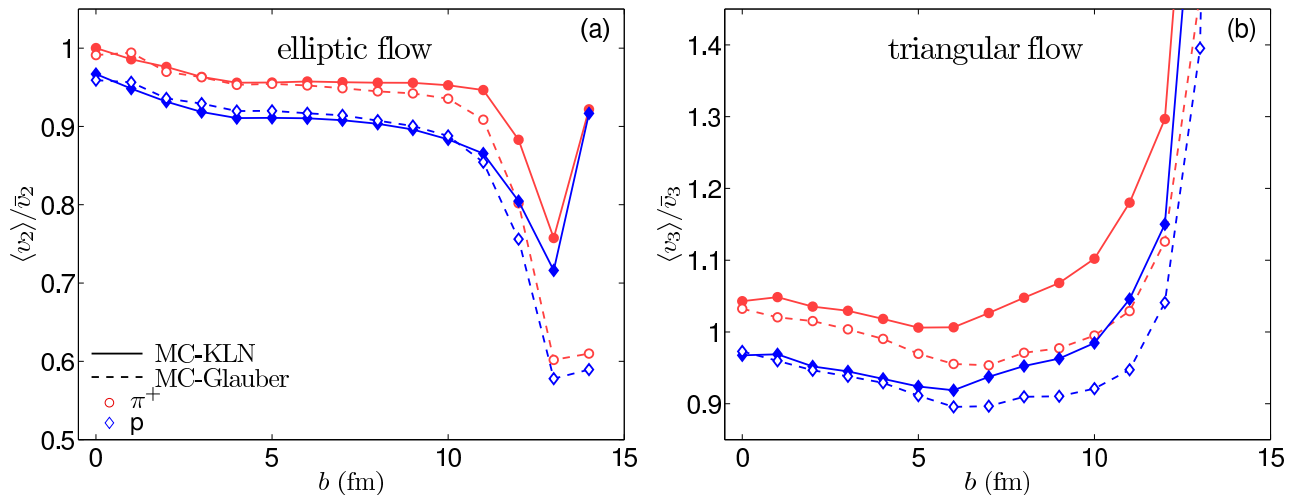 (a)
elliptic flow
⟨v₂⟩/v̄₂
1
0.9
0.8
0.7
0.6
0.5
MC-KLN
MC-Glauber
π⁺
p
0 5 10 15
b (fm)
(b)
triangular flow
⟨v₃⟩/v̄₃
1.4
1.3
1.2
1.1
1
0.9
0 5 10 15
b (fm)